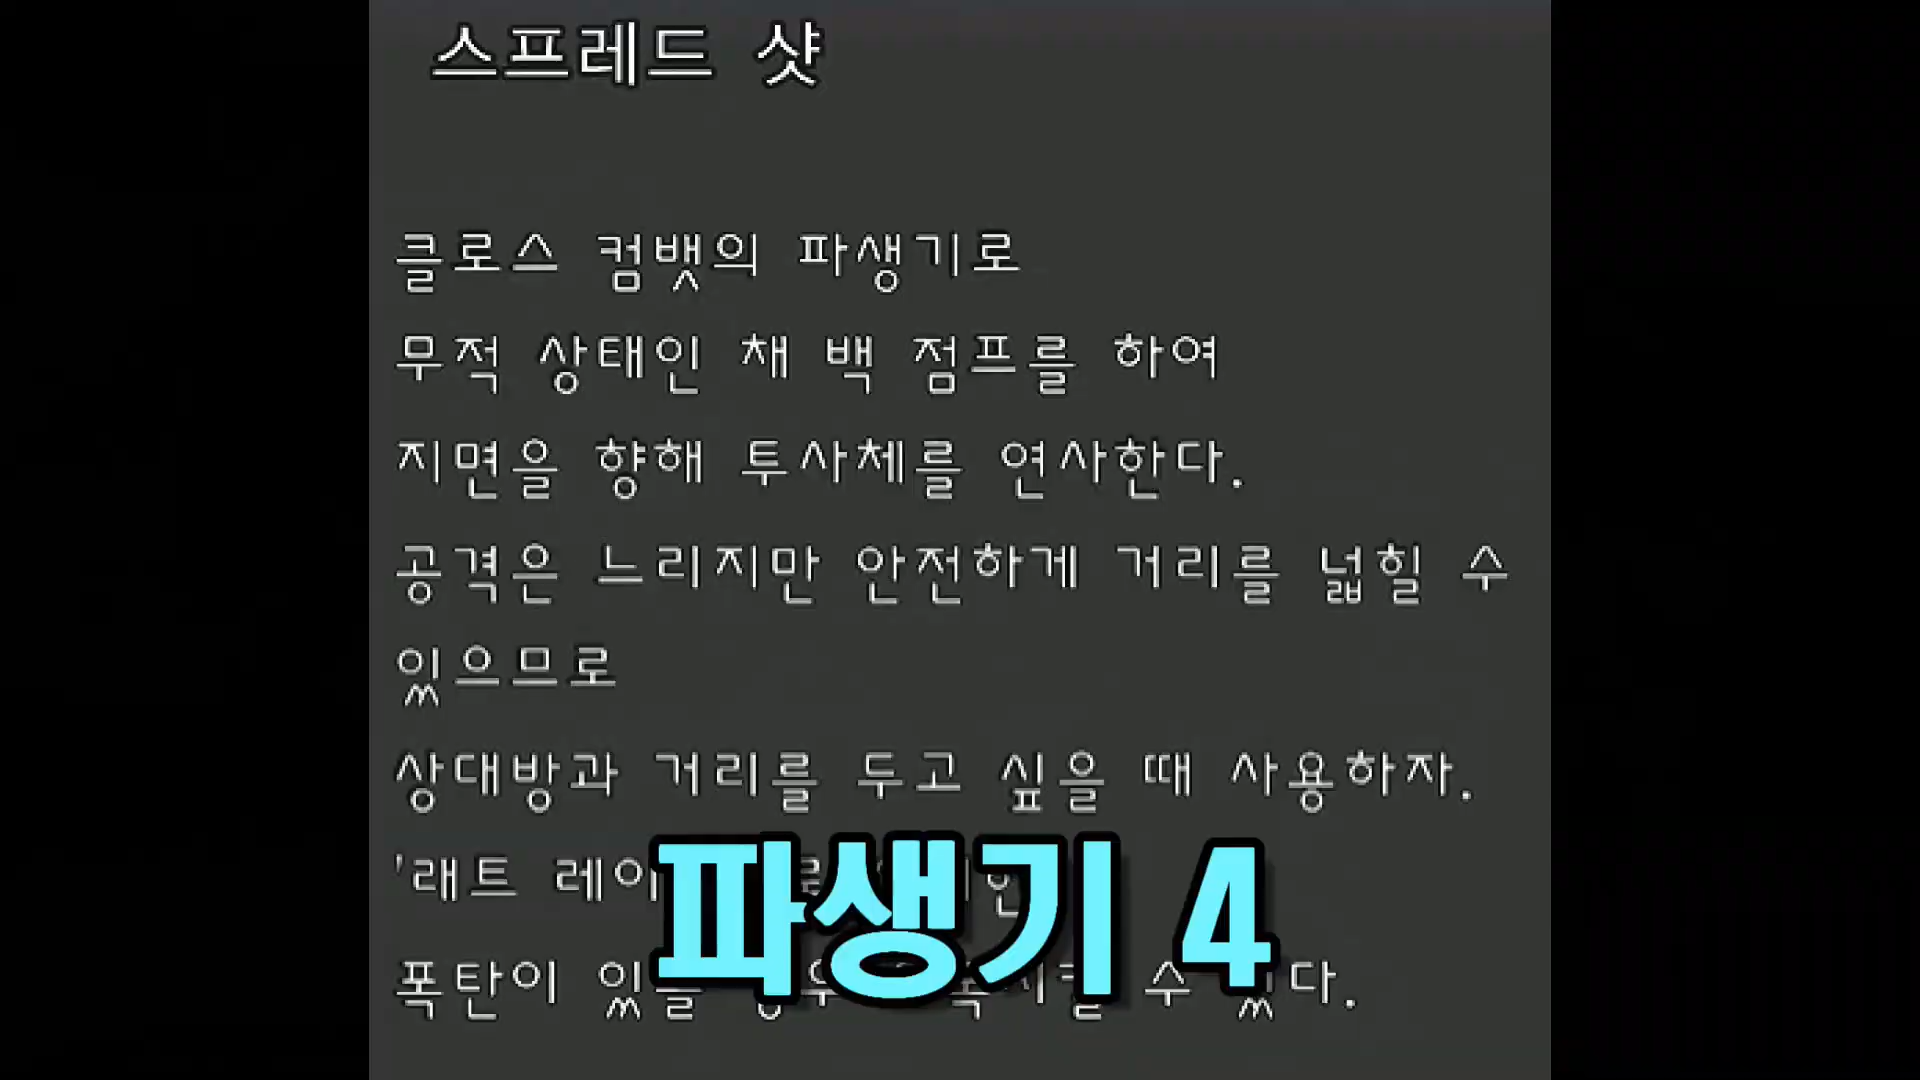 스프레드 샷
클로스 컴뱃의 파생기로
무적 상태인 채 백 점프를 하여
지면을 향해 투사체를 연사한다.
공격은 느리지만 안전하게 거리를 넓힐 수
있으므로
상대방과 거리를 두고 싶을 때 사용하자.
'래트
폭탄이 있을 수 있다.
파생기 4